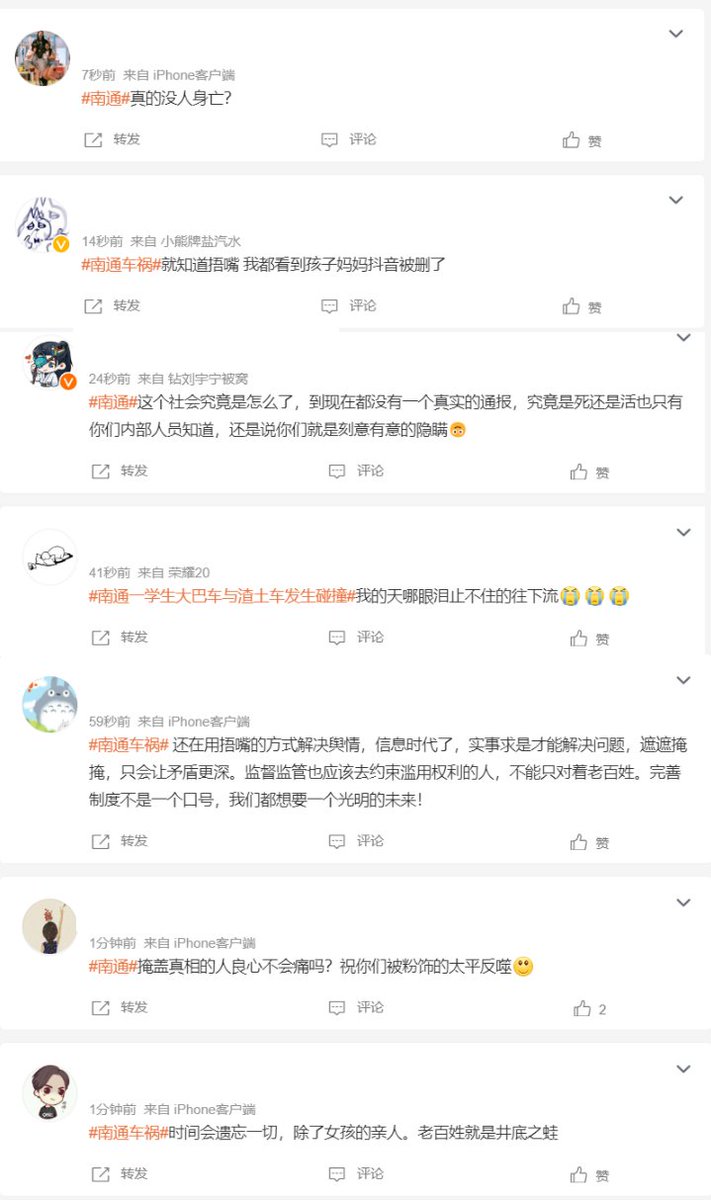 7秒前 来自 iPhone客户端
#南通#真的没人身亡？
转发 评论 赞
14秒前 来自 小熊牌盐汽水
#南通车祸#就知道捂嘴 我都看到孩子妈妈抖音被删了
转发 评论 赞
24秒前 来自 钻刘宇宁被窝
#南通#这个社会究竟是怎么了，到现在都没有一个真实的通报，究竟是死还是活也只有
你们内部人员知道，还是说你们就是刻意有意的隐瞒🙃
转发 评论 赞
41秒前 来自 荣耀20
#南通一学生大巴车与渣土车发生碰撞#我的天哪眼泪止不住的往下流😭😭😭
转发 评论 赞
59秒前 来自 iPhone客户端
#南通车祸# 还在用捂嘴的方式解决舆情，信息时代了，实事求是才能解决问题，遮遮掩
掩，只会让矛盾更深。监督监管也应该去约束滥用权利的人，不能只对着老百姓。完善
制度不是一个口号，我们都想要一个光明的未来！
转发 评论 赞
1分钟前 来自 iPhone客户端
#南通#掩盖真相的人良心不会痛吗？祝你们被粉饰的太平反噬🙂
转发 评论 2
1分钟前 来自 iPhone客户端
#南通车祸#时间会遗忘一切，除了女孩的亲人。老百姓就是井底之蛙
转发 评论 赞